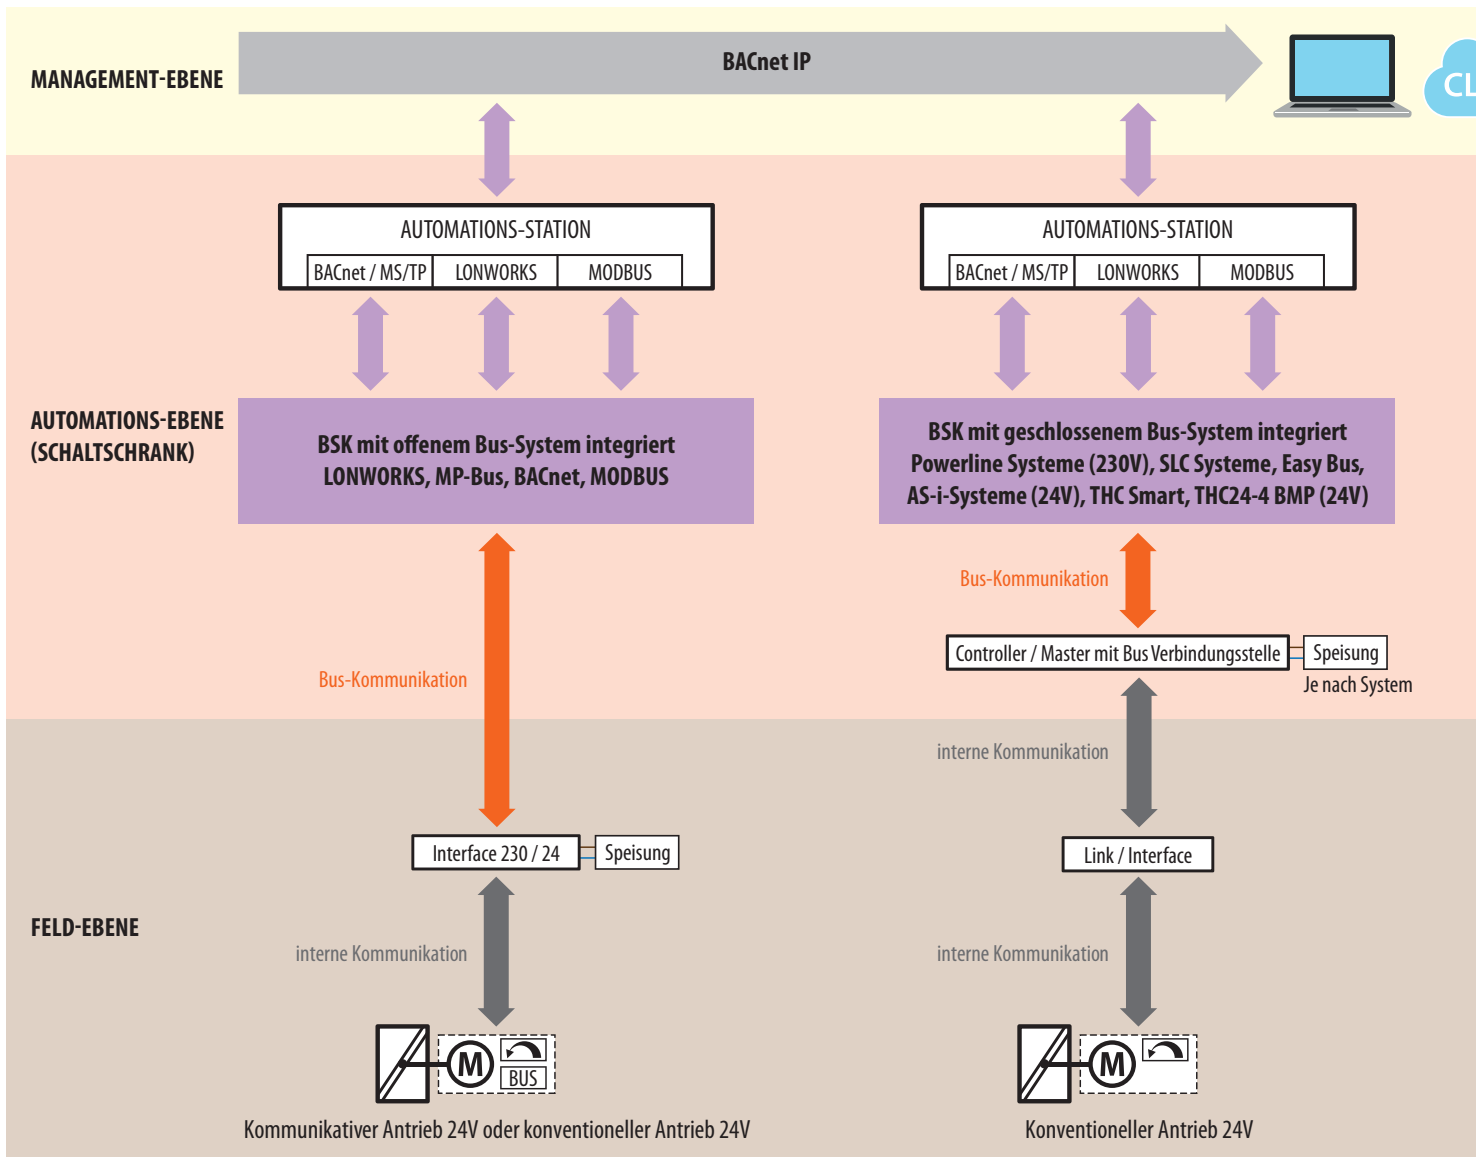 MANAGEMENT-EBENE
BACnet IP
CL
AUTOMATIONS-STATION
BACnet / MS/TP LONWORKS MODBUS
AUTOMATIONS-STATION
BACnet / MS/TP LONWORKS MODBUS
AUTOMATIONS-EBENE
(SCHALTSCHRANK)
BSK mit offenem Bus-System integriert
LONWORKS, MP-Bus, BACnet, MODBUS
BSK mit geschlossenem Bus-System integriert
Powerline Systeme (230V), SLC Systeme, Easy Bus,
AS-i-Systeme (24V), THC Smart, THC24-4 BMP (24V)
Bus-Kommunikation
Bus-Kommunikation
Controller / Master mit Bus Verbindungsstelle
Speisung
Je nach System
FELD-EBENE
Interface 230 / 24
Speisung
interne Kommunikation
M
BUS
Kommunikativer Antrieb 24V oder konventioneller Antrieb 24V
interne Kommunikation
Link / Interface
interne Kommunikation
M
Konventioneller Antrieb 24V